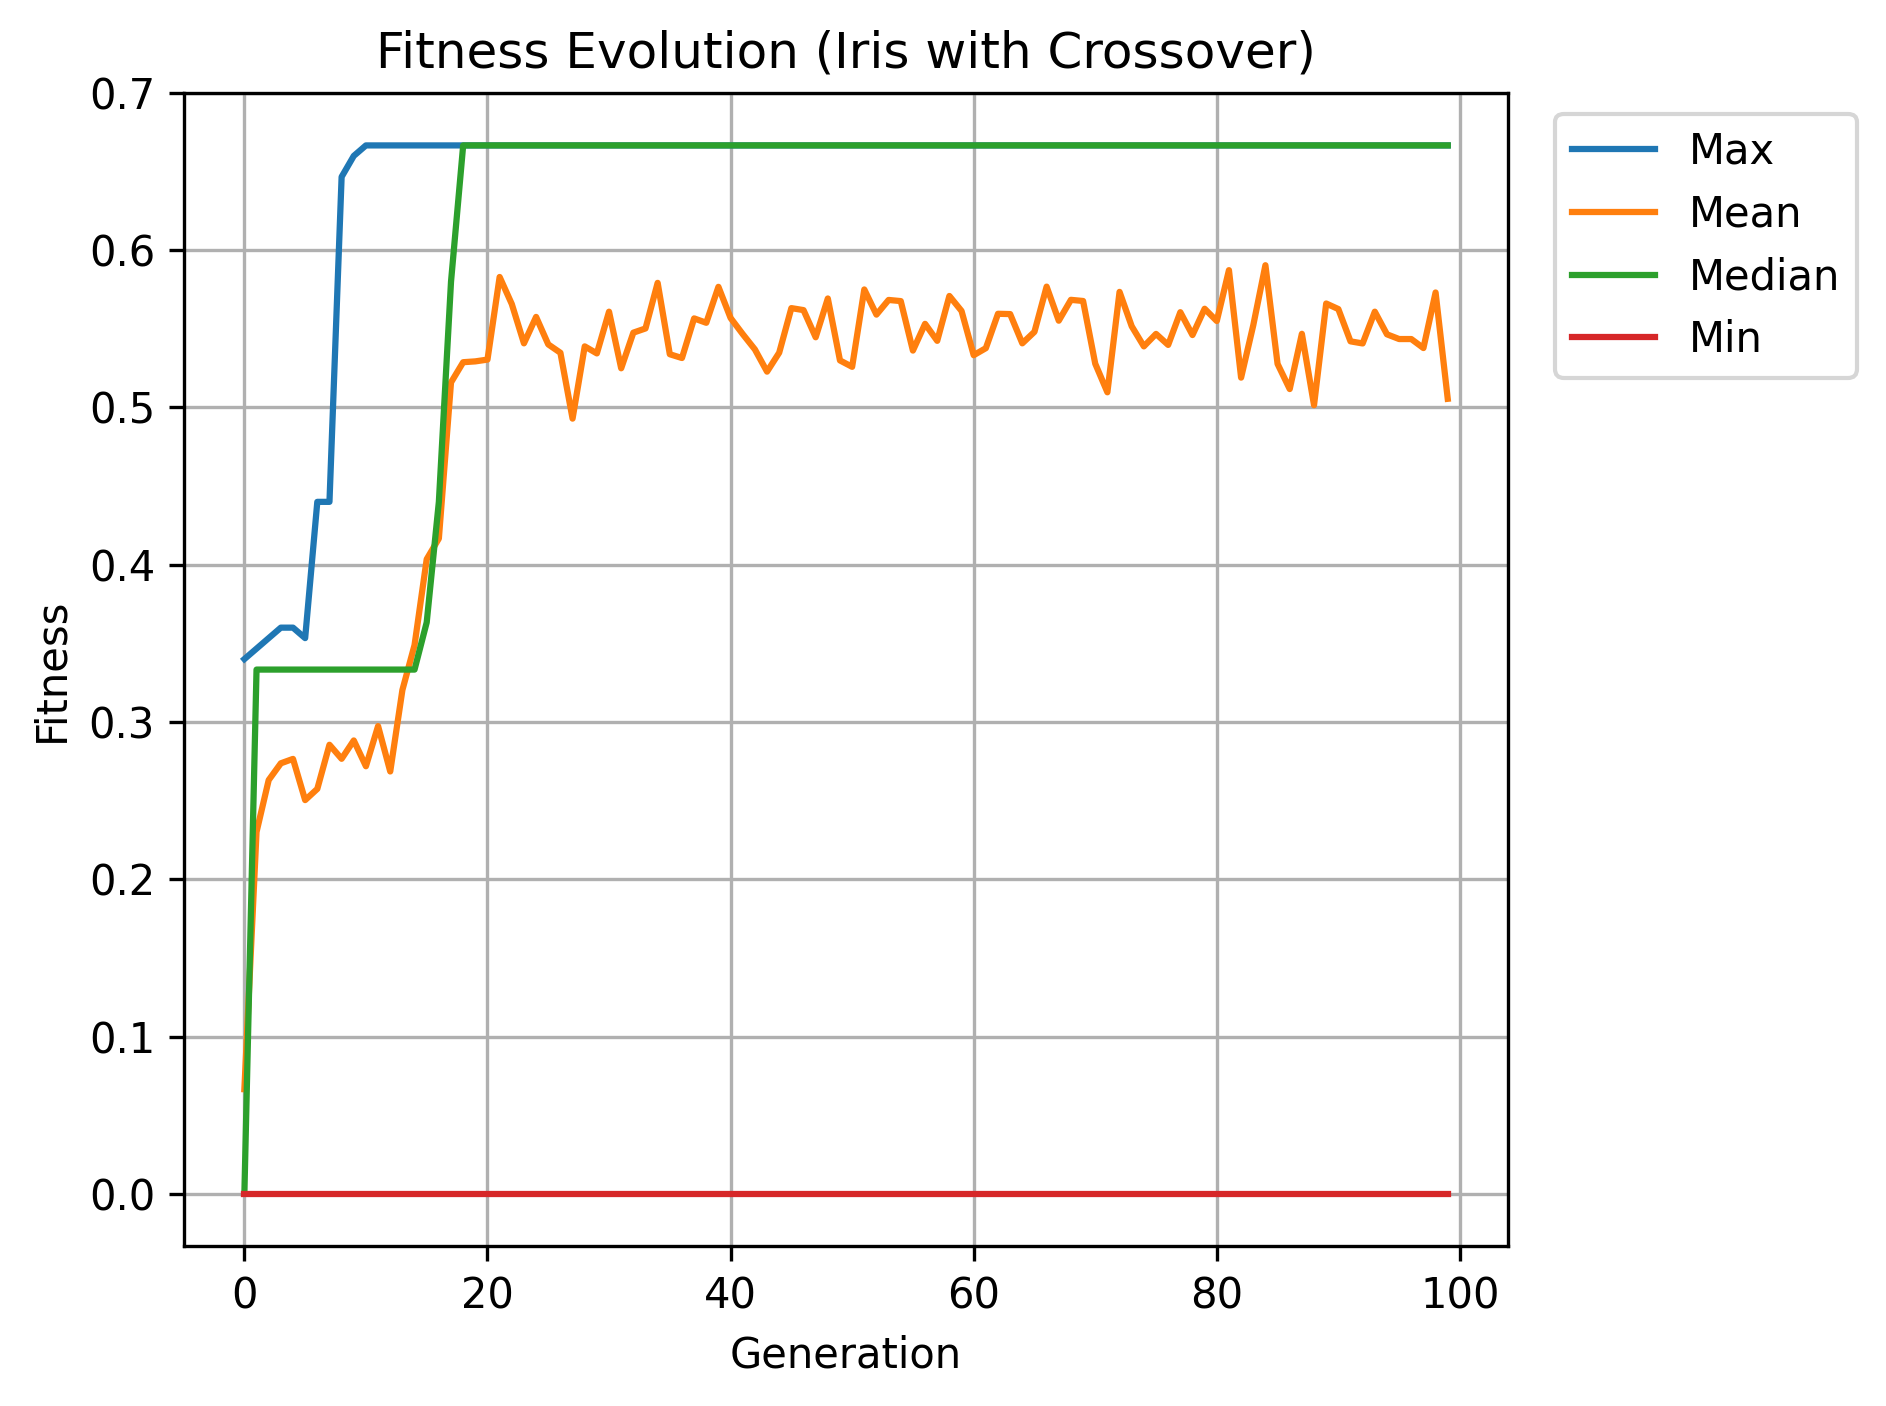 Fitness Evolution (Iris with Crossover)
0.7
0.6
0.5
0.4
0.3
0.2
0.1
0.0
Fitness
0 20 40 60 80 100
Generation
Max
Mean
Median
Min